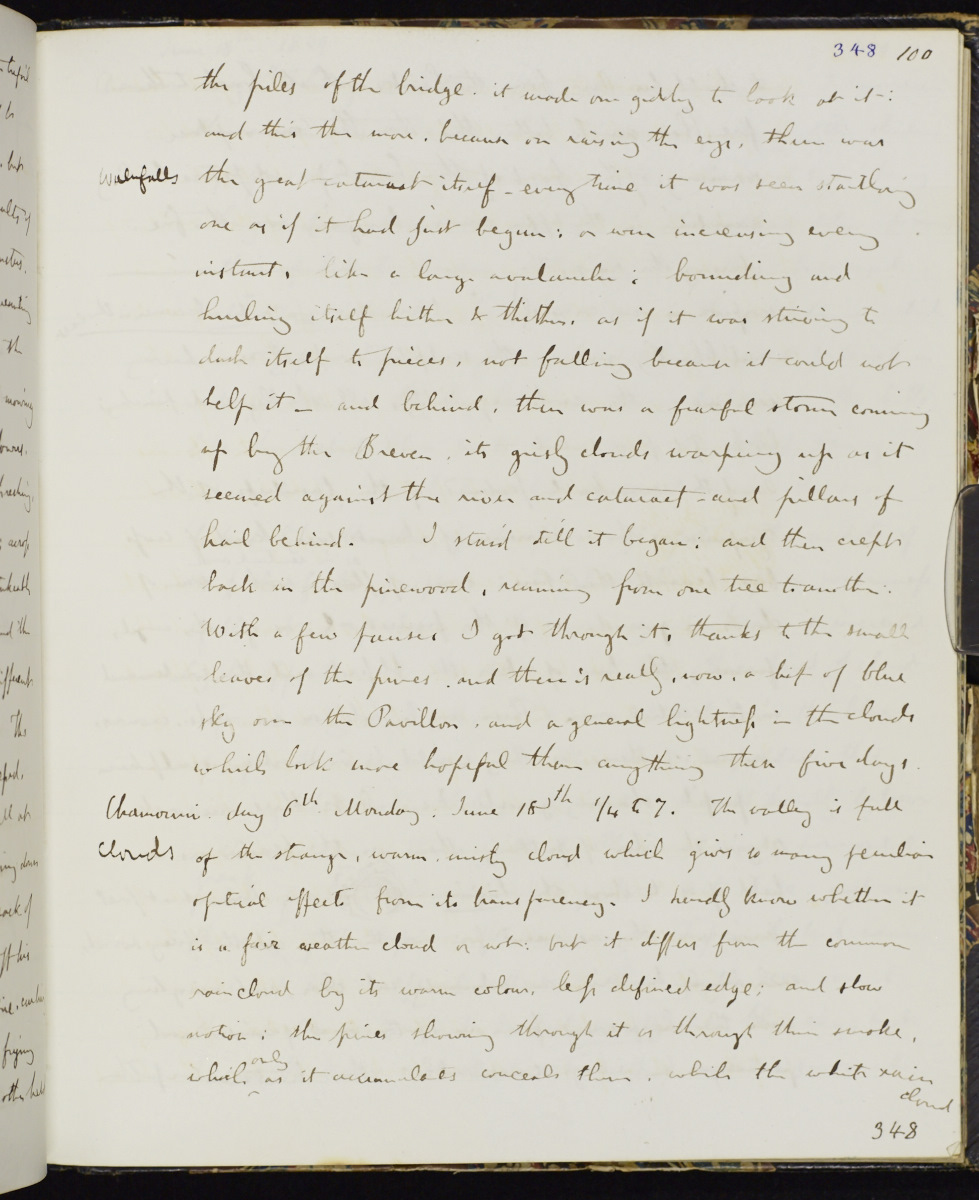 348 100
the piles of the bridge. it made one giddy to look at it:
and this the more, because on raising the eyes, there was
waterfalls the great cataract itself - every time it was seen startling
one as if it had just begun: or were increasing every
instant, like a large avalanche; bounding and
hurling itself hither & thither, as if it was striving to
dash itself to pieces, not falling because it could not
help it - and behind, there was a fearful storm coming
up by the Breven, its grisly clouds warping up as it
seemed against the river and cataract - and pillars of
hail behind. I staid till it began: and then crept
back in the pinewood, running from one tree to another.
With a few pauses I got through it, thanks to the small
leaves of the pines, and there is really, now, a bit of blue
sky over the Pavillon, and a general lightness in the clouds
which look more hopeful than anything these five days.
Chamouni. day 6th Monday. June 18th 1/4 to 7. The valley is full
clouds of the strange, warm, misty cloud which gives so many peculiar
optical effects from its transparency. I hardly know whether it
is a fair weather cloud or not: but it differs from the common
raincloud by its warm colour, less defined edge; and slow
motion; the pines showing through it as through thin smoke,
which only as it accumulates conceals them, while the white rain
cloud
348